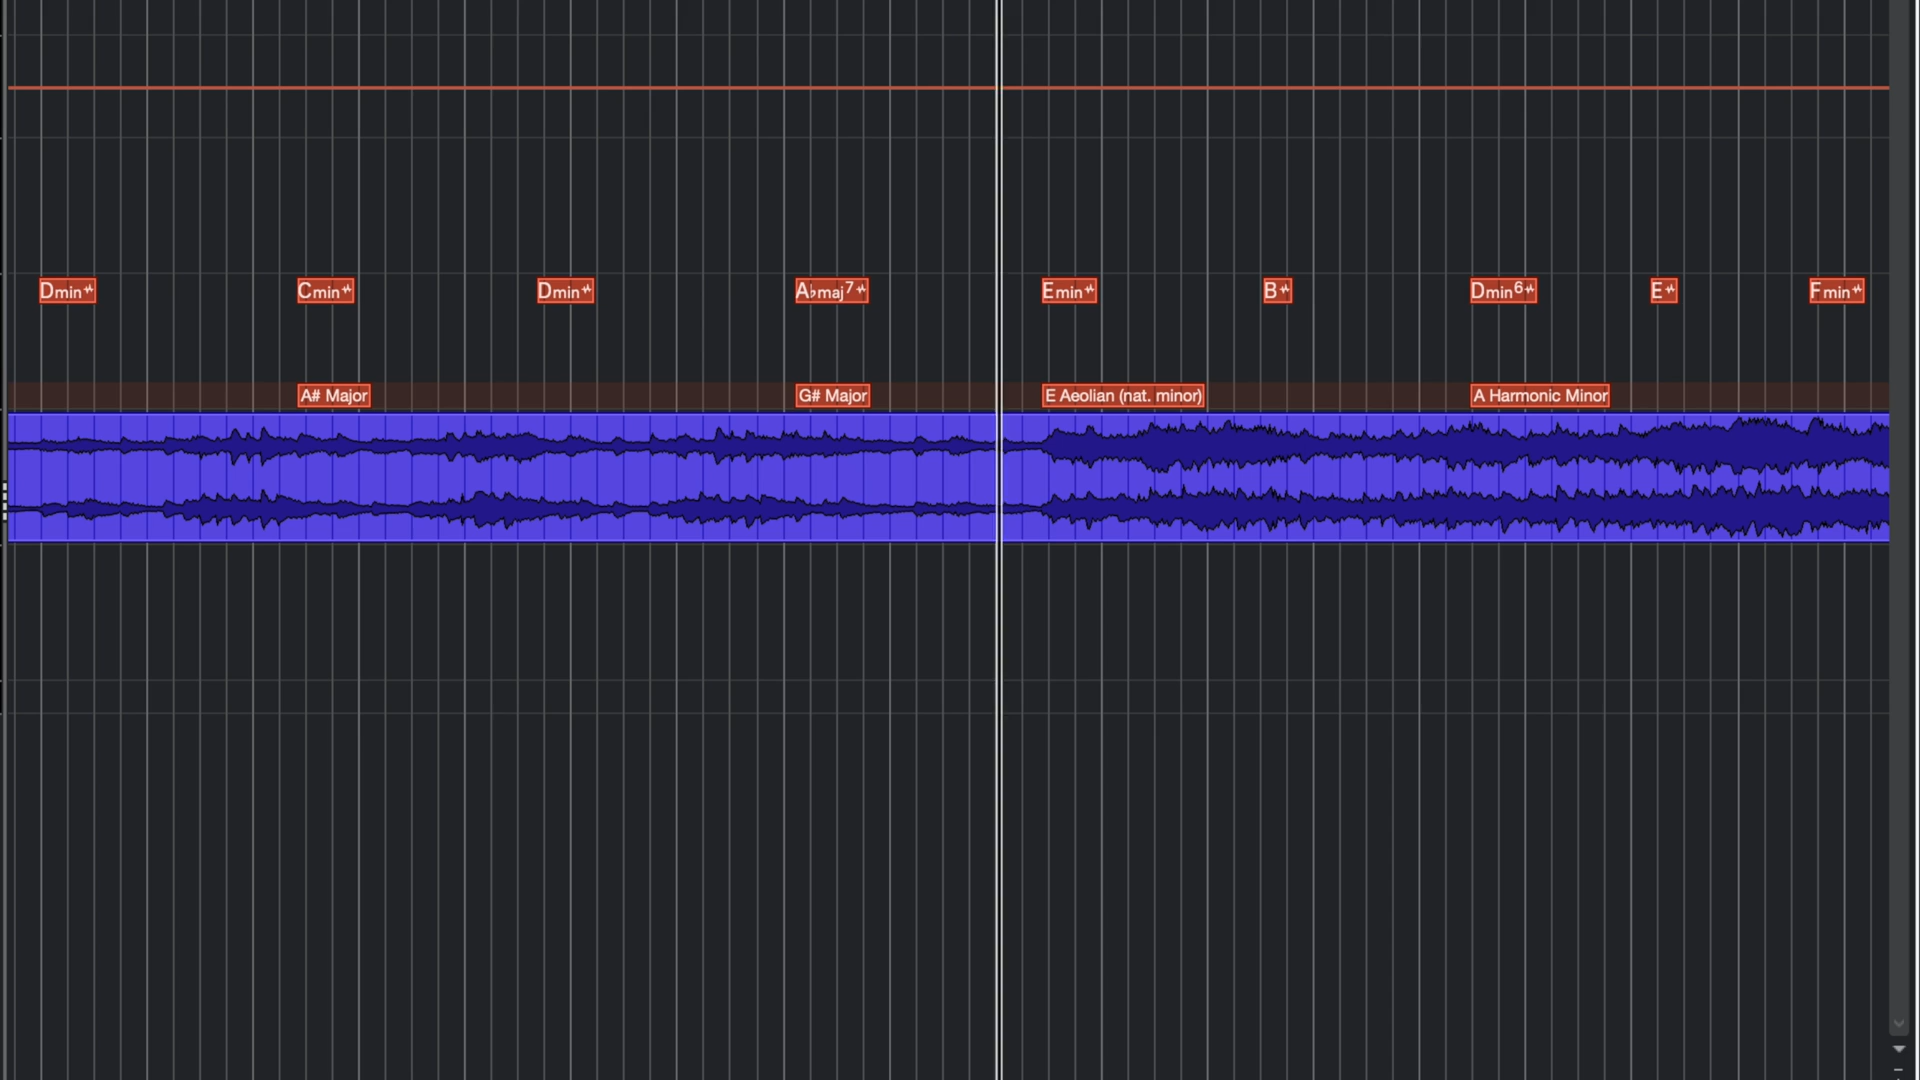 Dmin Cmin Dmin A♭maj7 Emin B Dmin6 E Fmin
A# Major G# Major E Aeolian (nat. minor) A Harmonic Minor